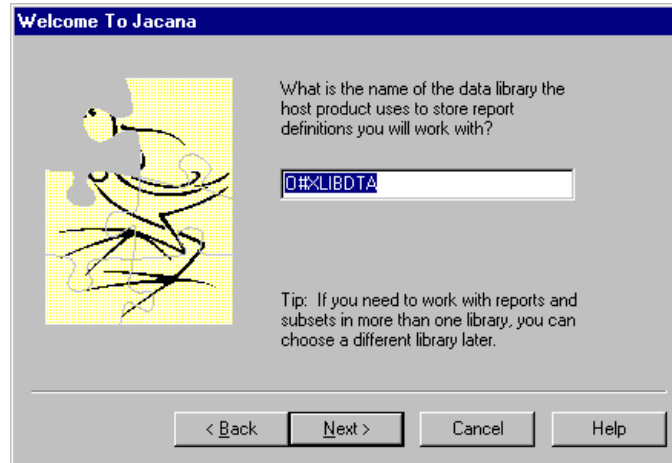 Welcome To Jacana
What is the name of the data library the
host product uses to store report
definitions you will work with?
O#XLIBDTA
Tip:  If you need to work with reports and
subsets in more than one library, you can
choose a different library later.
< Back
Next >
Cancel
Help